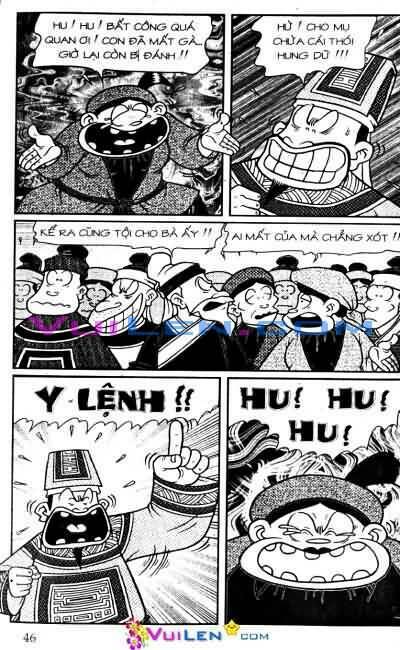 HU! HU! BẤT CÔNG QUÁ
QUAN ƠI! CON ĐÃ MẤT GÀ...
GIỜ LẠI CÒN BỊ ĐÁNH!!
HỪ! CHO MỤ
CHỪA CÁI THÓI
HUNG DỮ!!!
KỂ RA CŨNG TỘI CHO BÀ ẤY!!
AI MẤT CỦA MÀ CHẲNG XÓT!!
VUILEN.COM
Y LỆNH!!
HU! HU!
HU!
46
VUILEN.COM